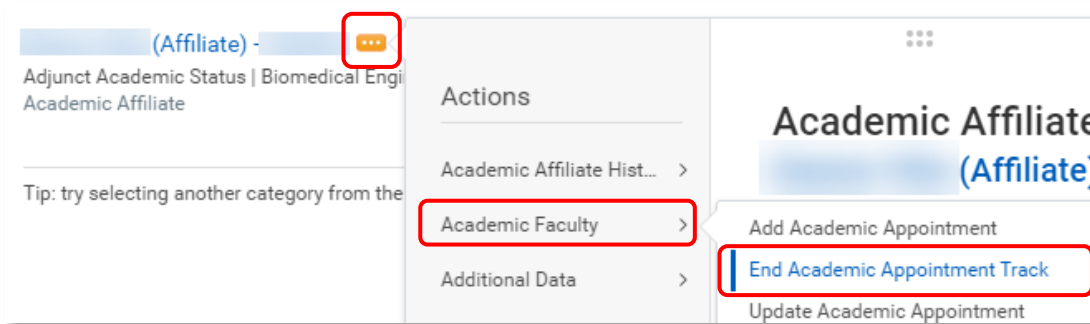 (Affiliate) -
Adjunct Academic Status | Biomedical Engi
Academic Affiliate
Tip: try selecting another category from the
Actions
Academic Affiliate Hist...
Academic Faculty
Additional Data
Academic Affiliate
(Affiliate)
Add Academic Appointment
End Academic Appointment Track
Update Academic Appointment